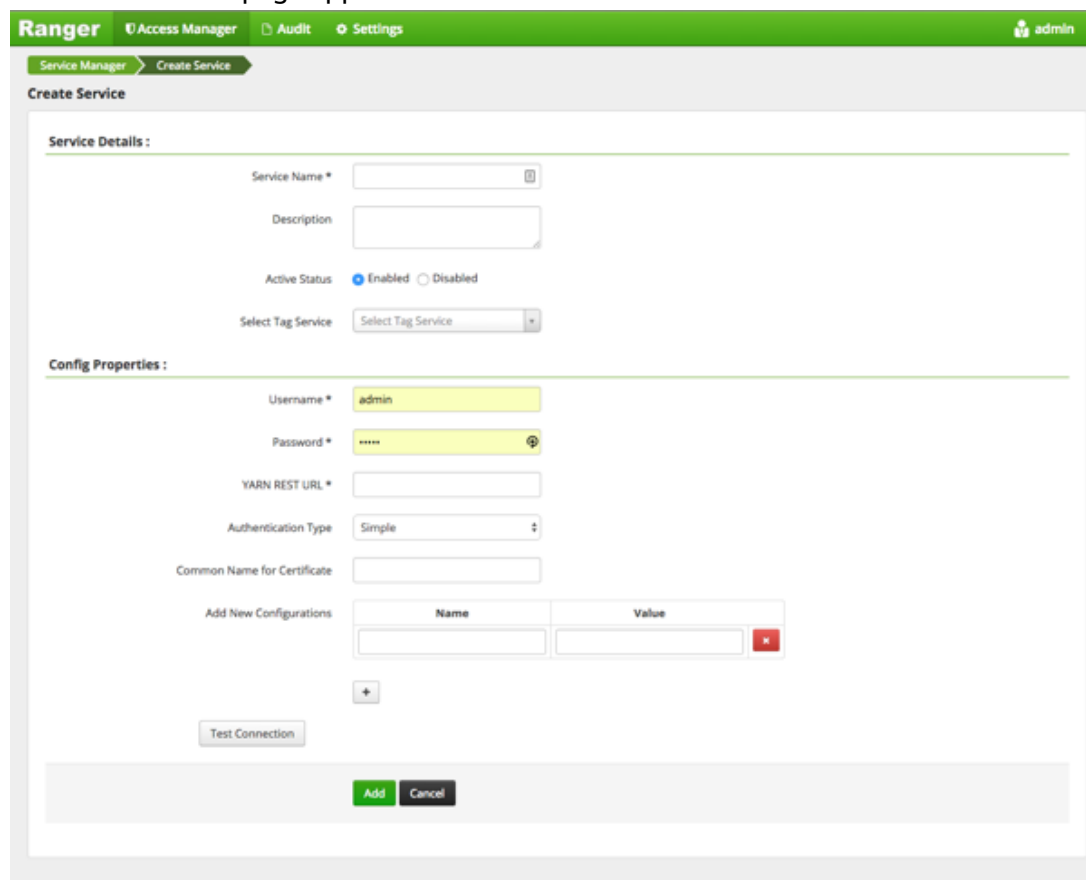 Ranger Access Manager Audit Settings admin
Service Manager Create Service
Create Service
Service Details :
Service Name *
Description
Active Status Enabled Disabled
Select Tag Service Select Tag Service
Config Properties :
Username * admin
Password * •••••
YARN REST URL *
Authentication Type Simple
Common Name for Certificate
Add New Configurations Name Value
+
Test Connection
Add Cancel